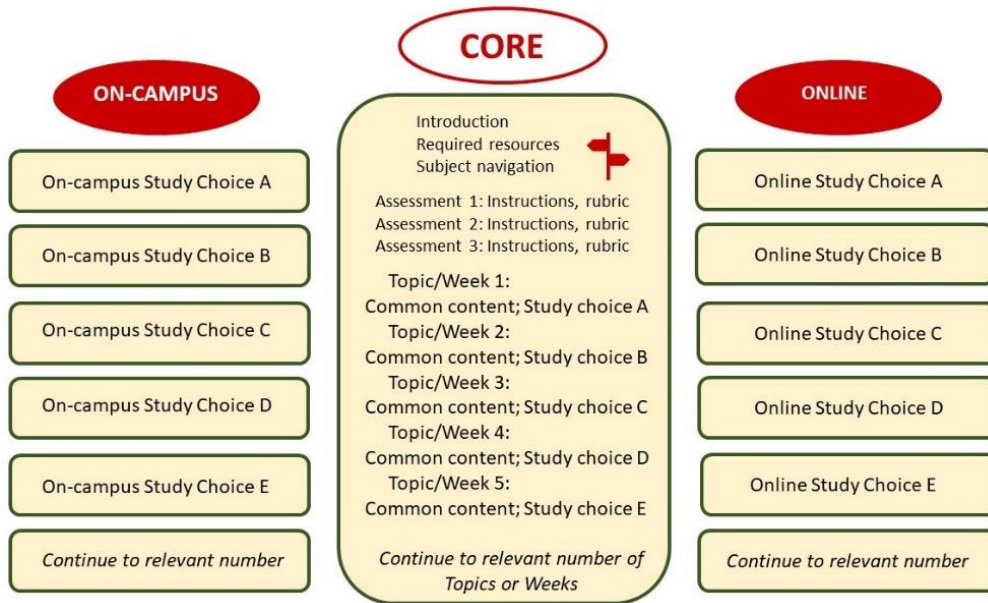 CORE
ON-CAMPUS
On-campus Study Choice A
On-campus Study Choice B
On-campus Study Choice C
On-campus Study Choice D
On-campus Study Choice E
Continue to relevant number
Introduction
Required resources
Subject navigation
Assessment 1: Instructions, rubric
Assessment 2: Instructions, rubric
Assessment 3: Instructions, rubric
Topic/Week 1:
Common content; Study choice A
Topic/Week 2:
Common content; Study choice B
Topic/Week 3:
Common content; Study choice C
Topic/Week 4:
Common content; Study choice D
Topic/Week 5:
Common content; Study choice E
Continue to relevant number of
Topics or Weeks
ONLINE
Online Study Choice A
Online Study Choice B
Online Study Choice C
Online Study Choice D
Online Study Choice E
Continue to relevant number